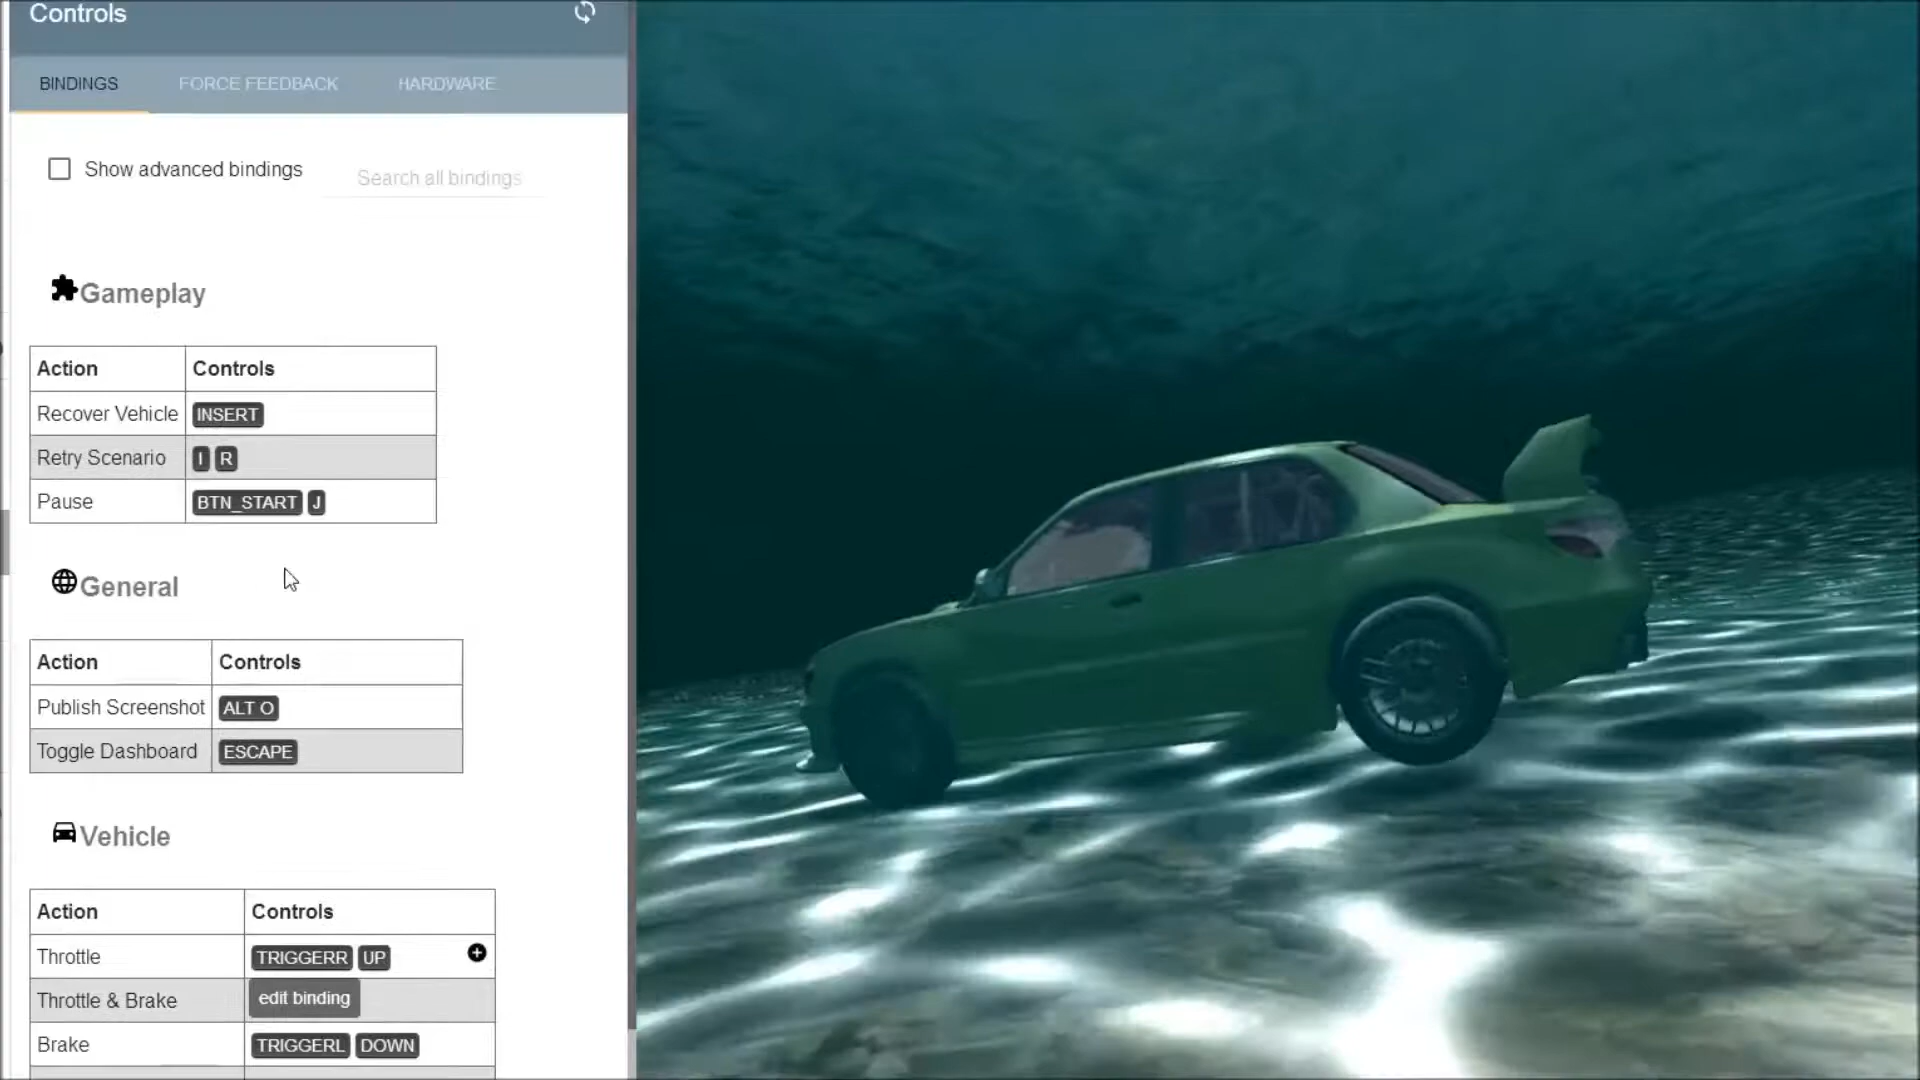 Controls
BINDINGS FORCE FEEDBACK HARDWARE
Show advanced bindings Search all bindings
Gameplay
Action Controls
Recover Vehicle INSERT
Retry Scenario I R
Pause BTN_START J
General
Action Controls
Publish Screenshot ALT O
Toggle Dashboard ESCAPE
Vehicle
Action Controls
Throttle TRIGGERR UP
Throttle & Brake edit binding
Brake TRIGGERL DOWN